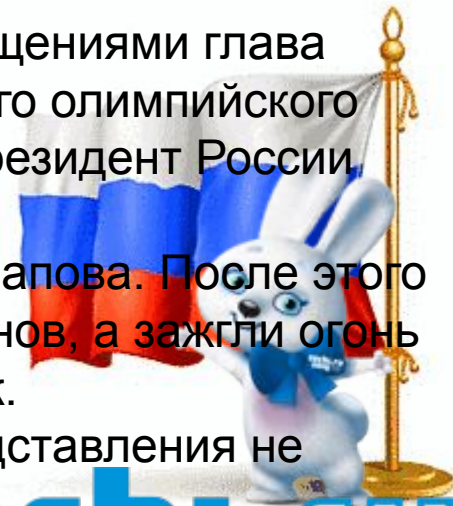 щениями глава
го олимпийского
резидент России
апова. После этого
нов, а зажгли огонь
к.
дставления не